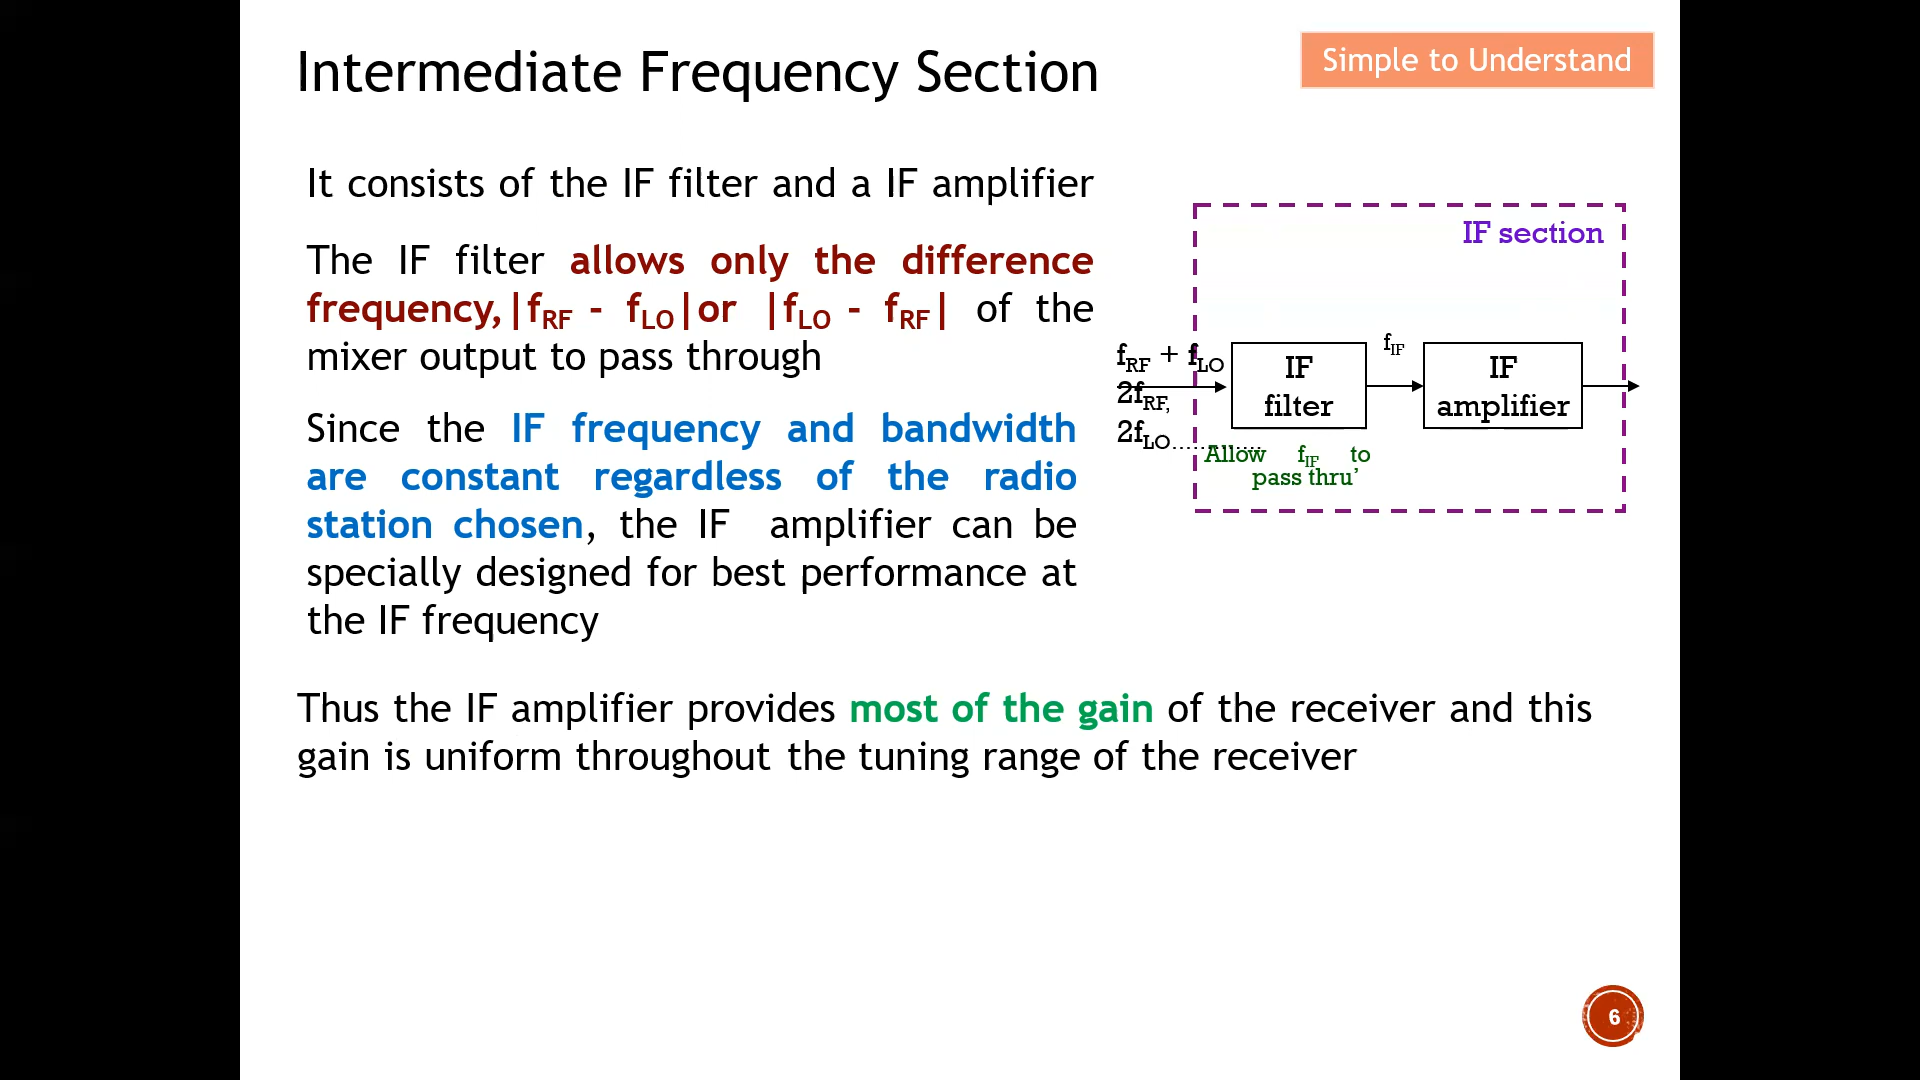 Intermediate Frequency Section
Simple to Understand
It consists of the IF filter and a IF amplifier
The IF filter allows only the difference
frequency,|fRF - fLO|or |fLO - fRF| of the
mixer output to pass through
Since the IF frequency and bandwidth
are constant regardless of the radio
station chosen, the IF amplifier can be
specially designed for best performance at
the IF frequency
IF section
fRF + fLO
2fRF,
2fLO...........
IF
filter
fIF
IF
amplifier
Allow fIF to
pass thru’
Thus the IF amplifier provides most of the gain of the receiver and this
gain is uniform throughout the tuning range of the receiver
6